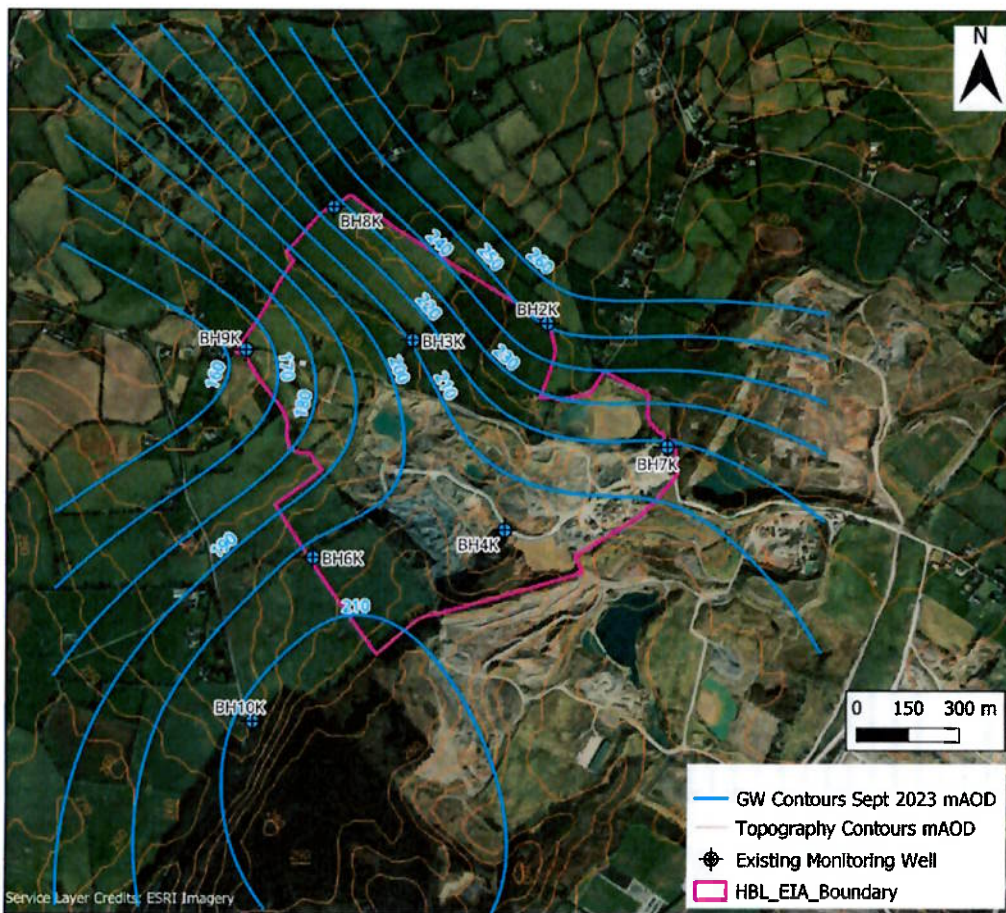 N
BH8K
240
250
260
BH2K
220
BH3K
BH9K
170
160
200
230
210
180
BH7K
BH4K
190
BH6K
210
BH10K
0 150 300 m
GW Contours Sept 2023 mAOD
Topography Contours mAOD
Existing Monitoring Well
HBL_EIA_Boundary
Service Layer Credits: ESRI Imagery